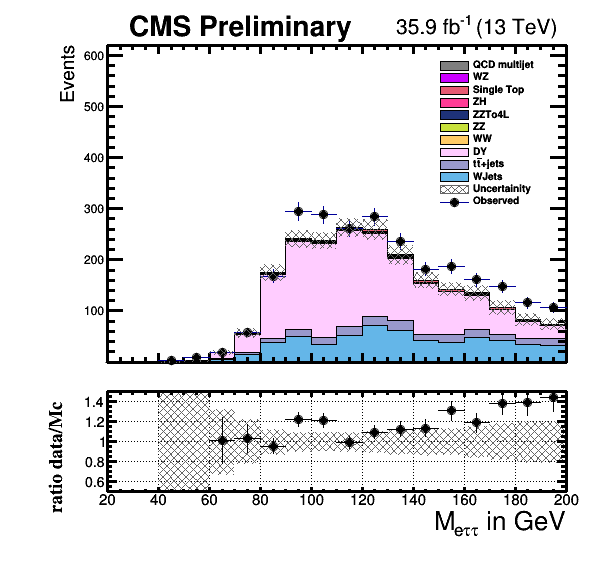 CMS Preliminary 35.9 fb⁻¹ (13 TeV)
Events
600
500
400
300
200
100
QCD multijet
WZ
Single Top
ZH
ZZTo4L
ZZ
WW
DY
tt̄+jets
WJets
Uncertainity
Observed
ratio data/Mc
1.4
1.2
1
0.8
0.6
20 40 60 80 100 120 140 160 180 200
M_eττ in GeV